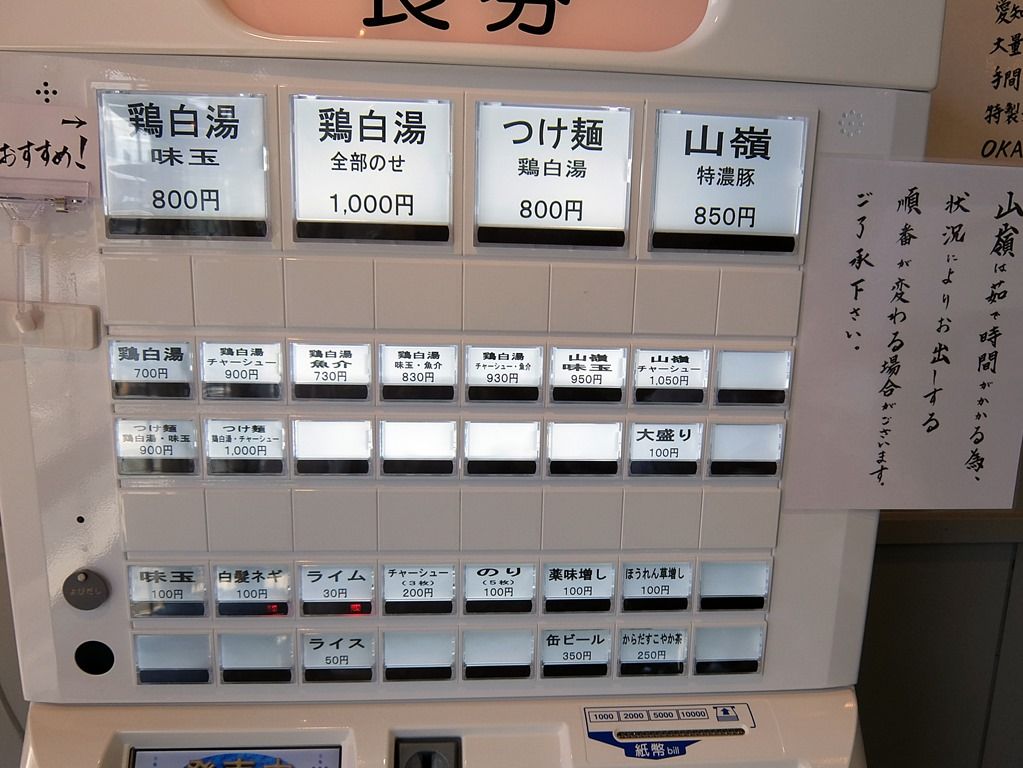 食券
→
おすすめ!
鶏白湯
味玉
800円
鶏白湯
全部のせ
1,000円
つけ麺
鶏白湯
800円
山嶺
特濃豚
850円
鶏白湯
700円
鶏白湯
チャーシュー
900円
鶏白湯
魚介
730円
鶏白湯
味玉・魚介
830円
鶏白湯
チャーシュー・魚介
930円
山嶺
味玉
950円
山嶺
チャーシュー
1,050円
つけ麺
鶏白湯・味玉
900円
つけ麺
鶏白湯・チャーシュー
1,000円
大盛り
100円
味玉
100円
白髪ネギ
100円
ライム
30円
チャーシュー
(3枚)
200円
のり
(5枚)
100円
薬味増し
100円
ほうれん草増し
100円
ライス
50円
缶ビール
350円
からだすこやか茶
250円
よびだし
1000 2000 5000 10000
紙幣 bill
山嶺は茹で時間がかかる為、
状況によりお出しする
順番が変わる場合がございます。
ご了承下さい。
愛知
大量
手間
特製
OKA